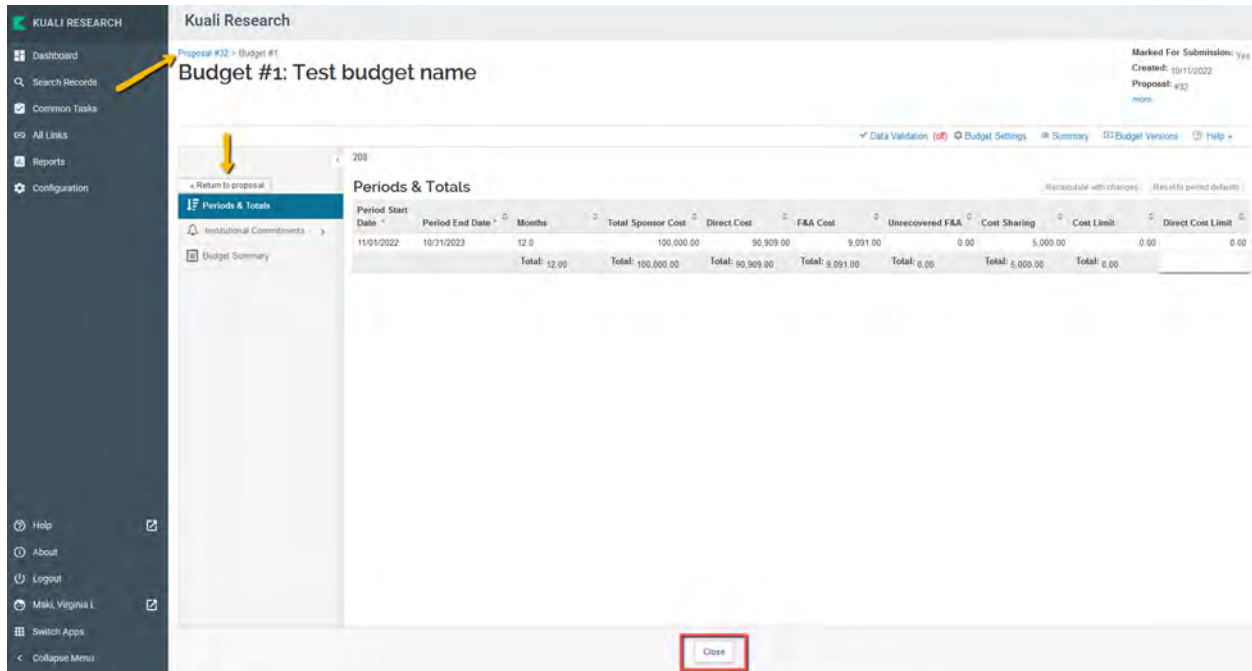 KUALI RESEARCH
Dashboard
Search Records
Common Tasks
All Links
Reports
Configuration
Help
About
Logout
Maki, Virginia L
Switch Apps
Collapse Menu
Kuali Research
Proposal #32 > Budget #1
Budget #1: Test budget name
Marked For Submission: Yes
Created: 10/11/2022
Proposal: #32
more.
Data Validation (off) Budget Settings Summary Budget Versions Help
« Return to proposal
Periods & Totals
Institutional Commitments >
Budget Summary
208
Periods & Totals
Recalculate with changes Reset to period defaults
Period Start Date * Period End Date * Months Total Sponsor Cost Direct Cost F&A Cost Unrecovered F&A Cost Sharing Cost Limit Direct Cost Limit
11/01/2022 10/31/2023 12.0 100,000.00 90,909.00 9,091.00 0.00 5,000.00 0.00 0.00
Total: 12.00 Total: 100,000.00 Total: 90,909.00 Total: 9,091.00 Total: 0.00 Total: 5,000.00 Total: 0.00
Close